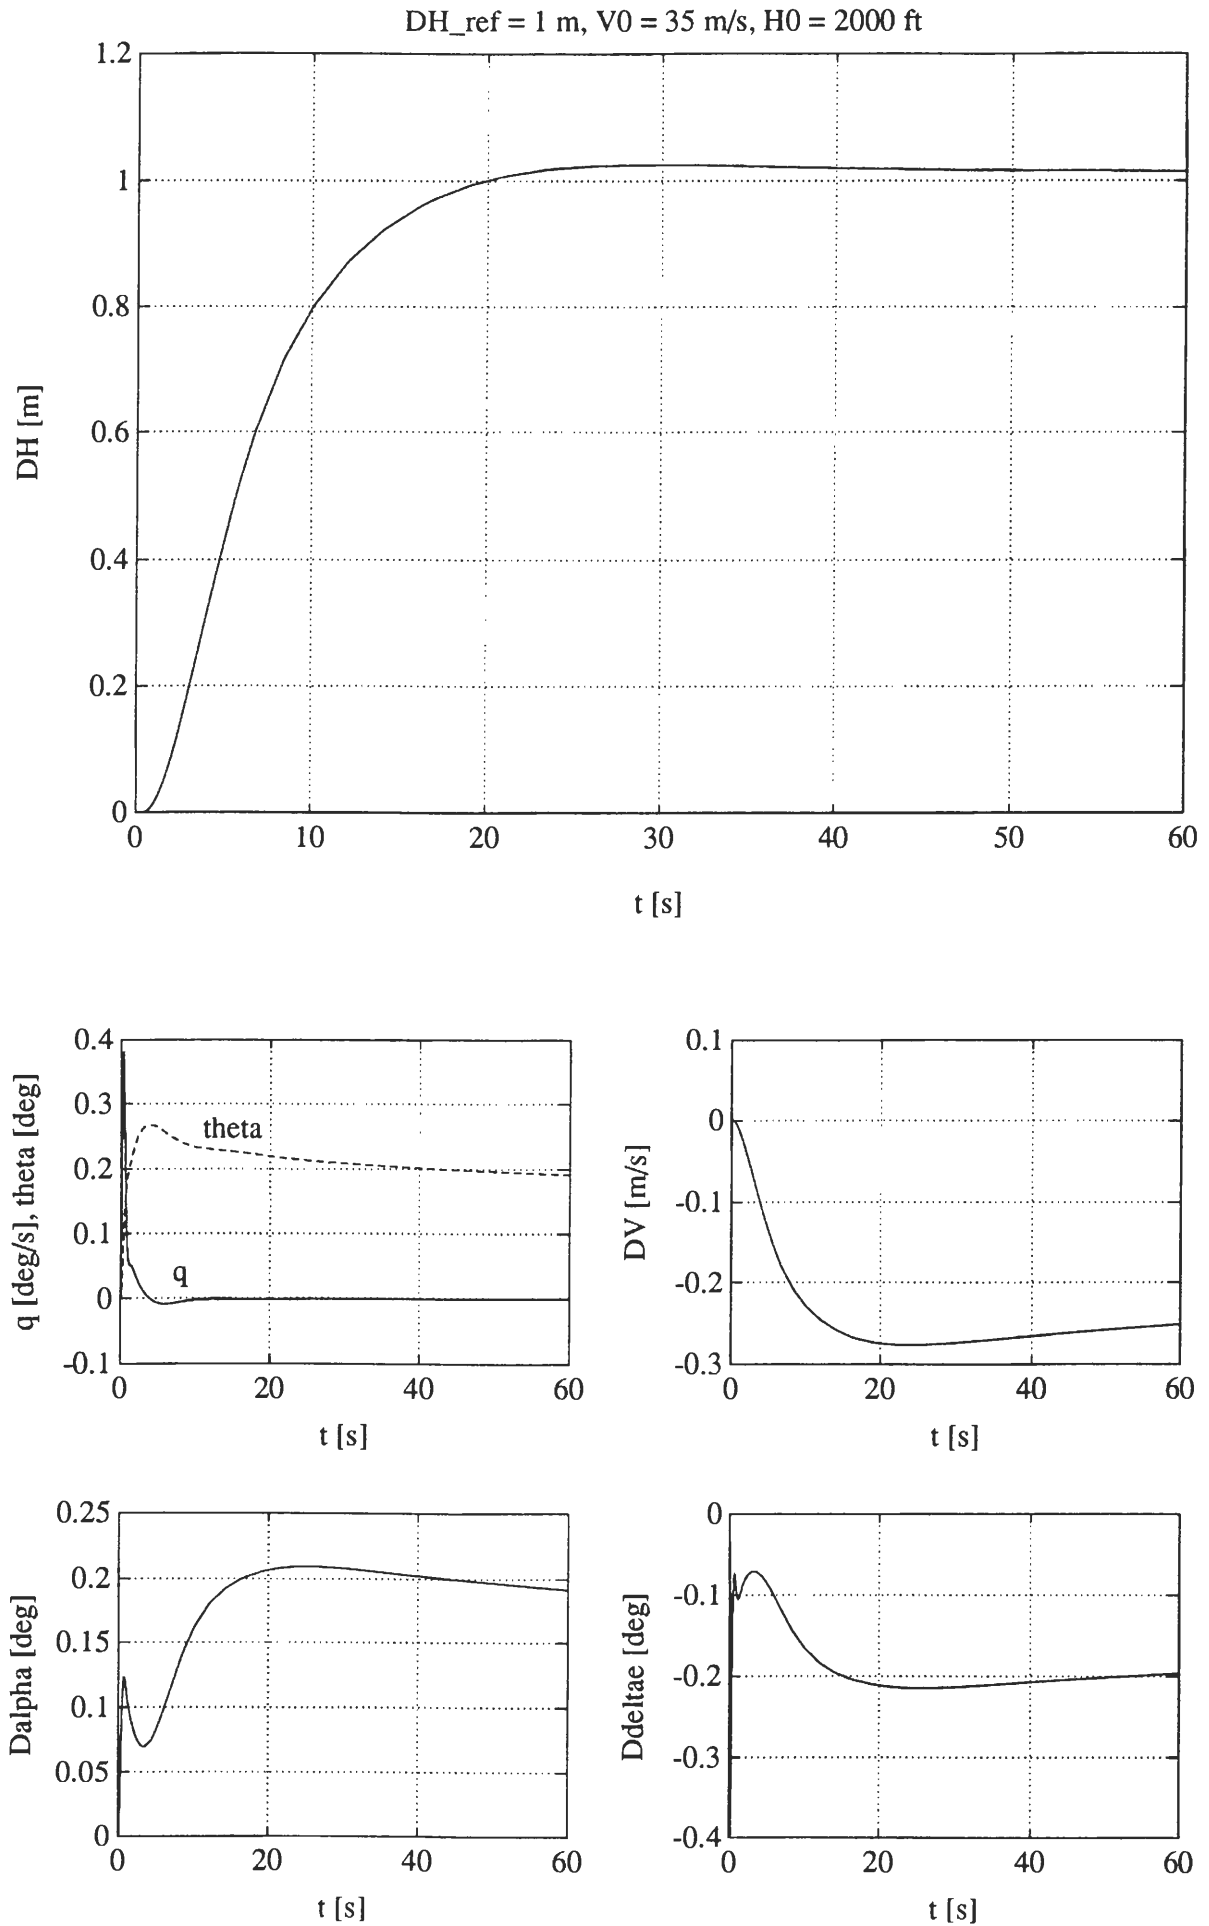 DH_ref = 1 m, V0 = 35 m/s, H0 = 2000 ft
1.2
1
0.8
0.6
0.4
0.2
0
DH [m]
0 10 20 30 40 50 60
t [s]
0.4
0.3
0.2
0.1
0
-0.1
q [deg/s], theta [deg]
theta
q
0 20 40 60
t [s]
0.1
0
-0.1
-0.2
-0.3
DV [m/s]
0 20 40 60
t [s]
0.25
0.2
0.15
0.1
0.05
0
Dalpha [deg]
0 20 40 60
t [s]
0
-0.1
-0.2
-0.3
-0.4
Ddeltae [deg]
0 20 40 60
t [s]